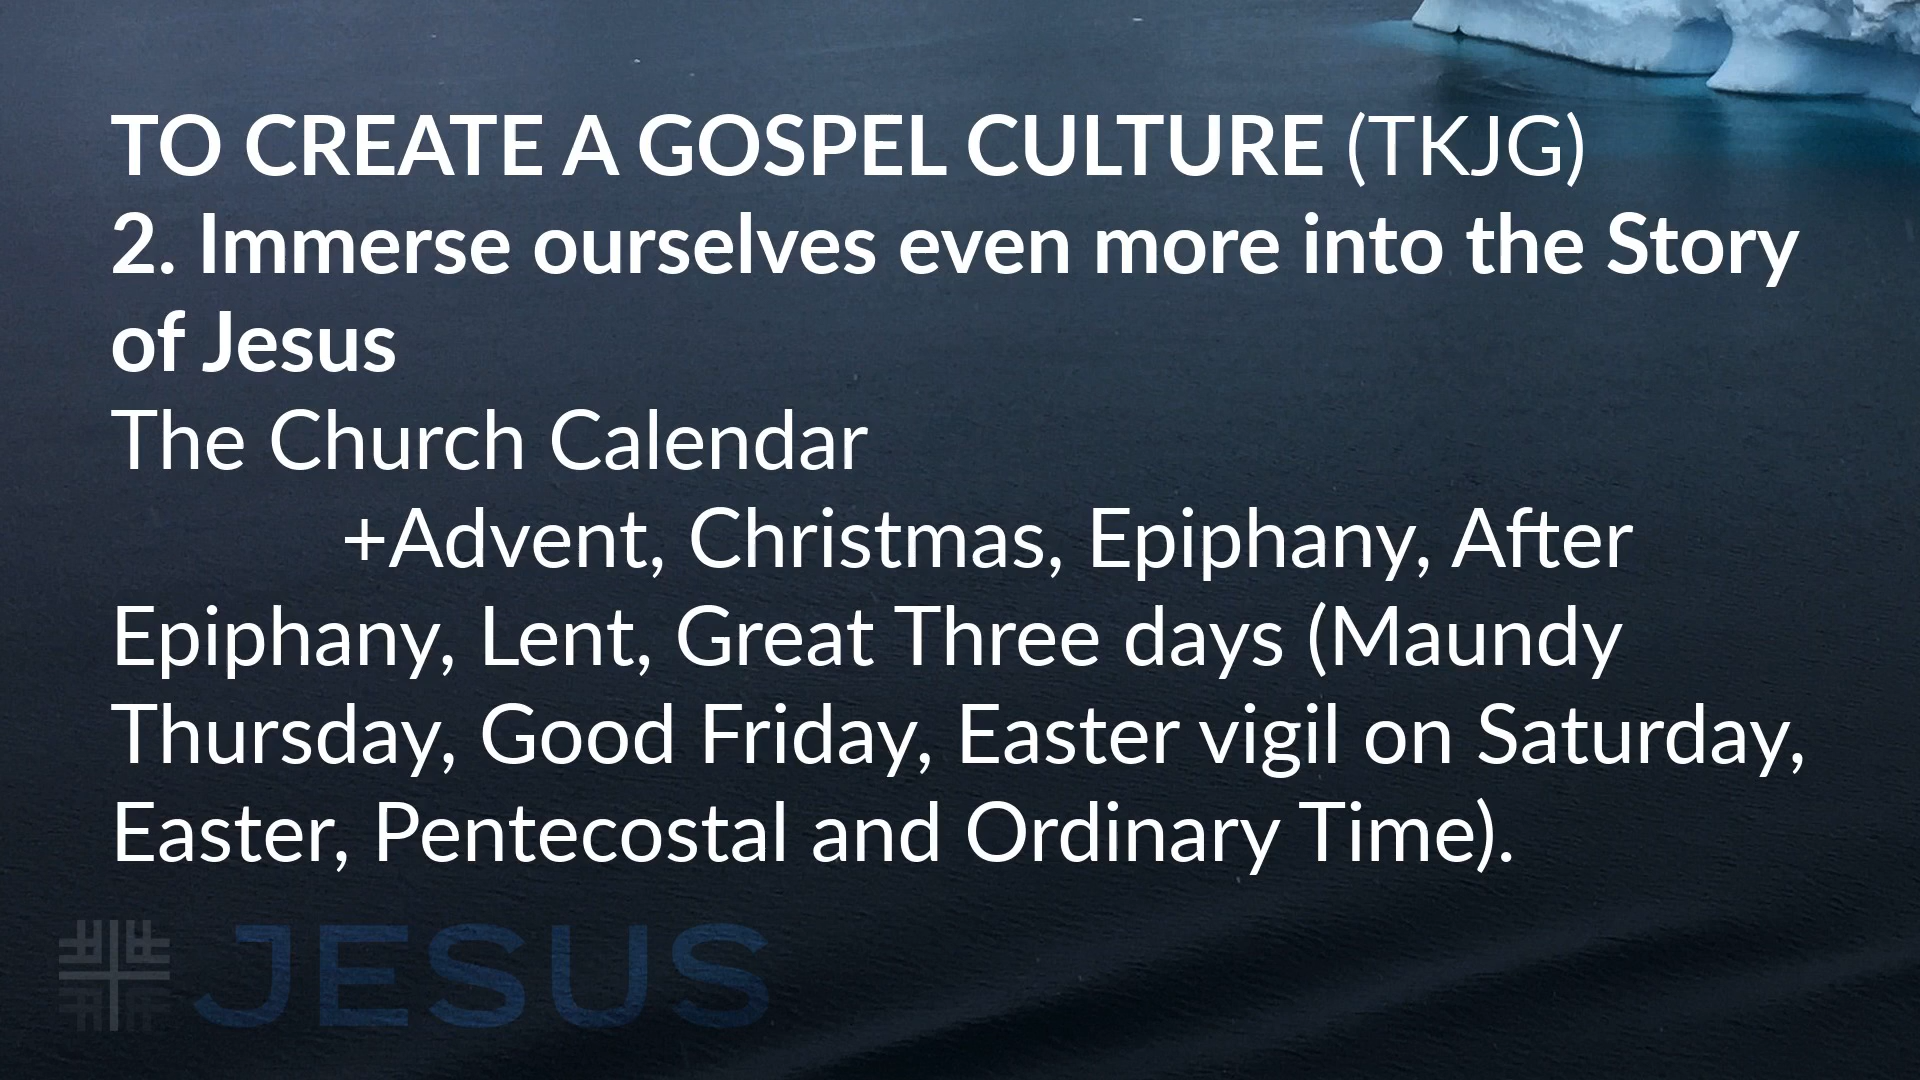 TO CREATE A GOSPEL CULTURE (TKJG)
2. Immerse ourselves even more into the Story
of Jesus
The Church Calendar
+Advent, Christmas, Epiphany, After
Epiphany, Lent, Great Three days (Maundy
Thursday, Good Friday, Easter vigil on Saturday,
Easter, Pentecostal and Ordinary Time).
JESUS